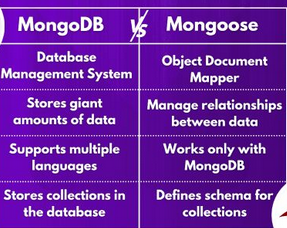 MongoDB VS Mongoose
Database
Management System
Object Document
Mapper
Stores giant
amounts of data
Manage relationships
between data
Supports multiple
languages
Works only with
MongoDB
Stores collections in
the database
Defines schema for
collections